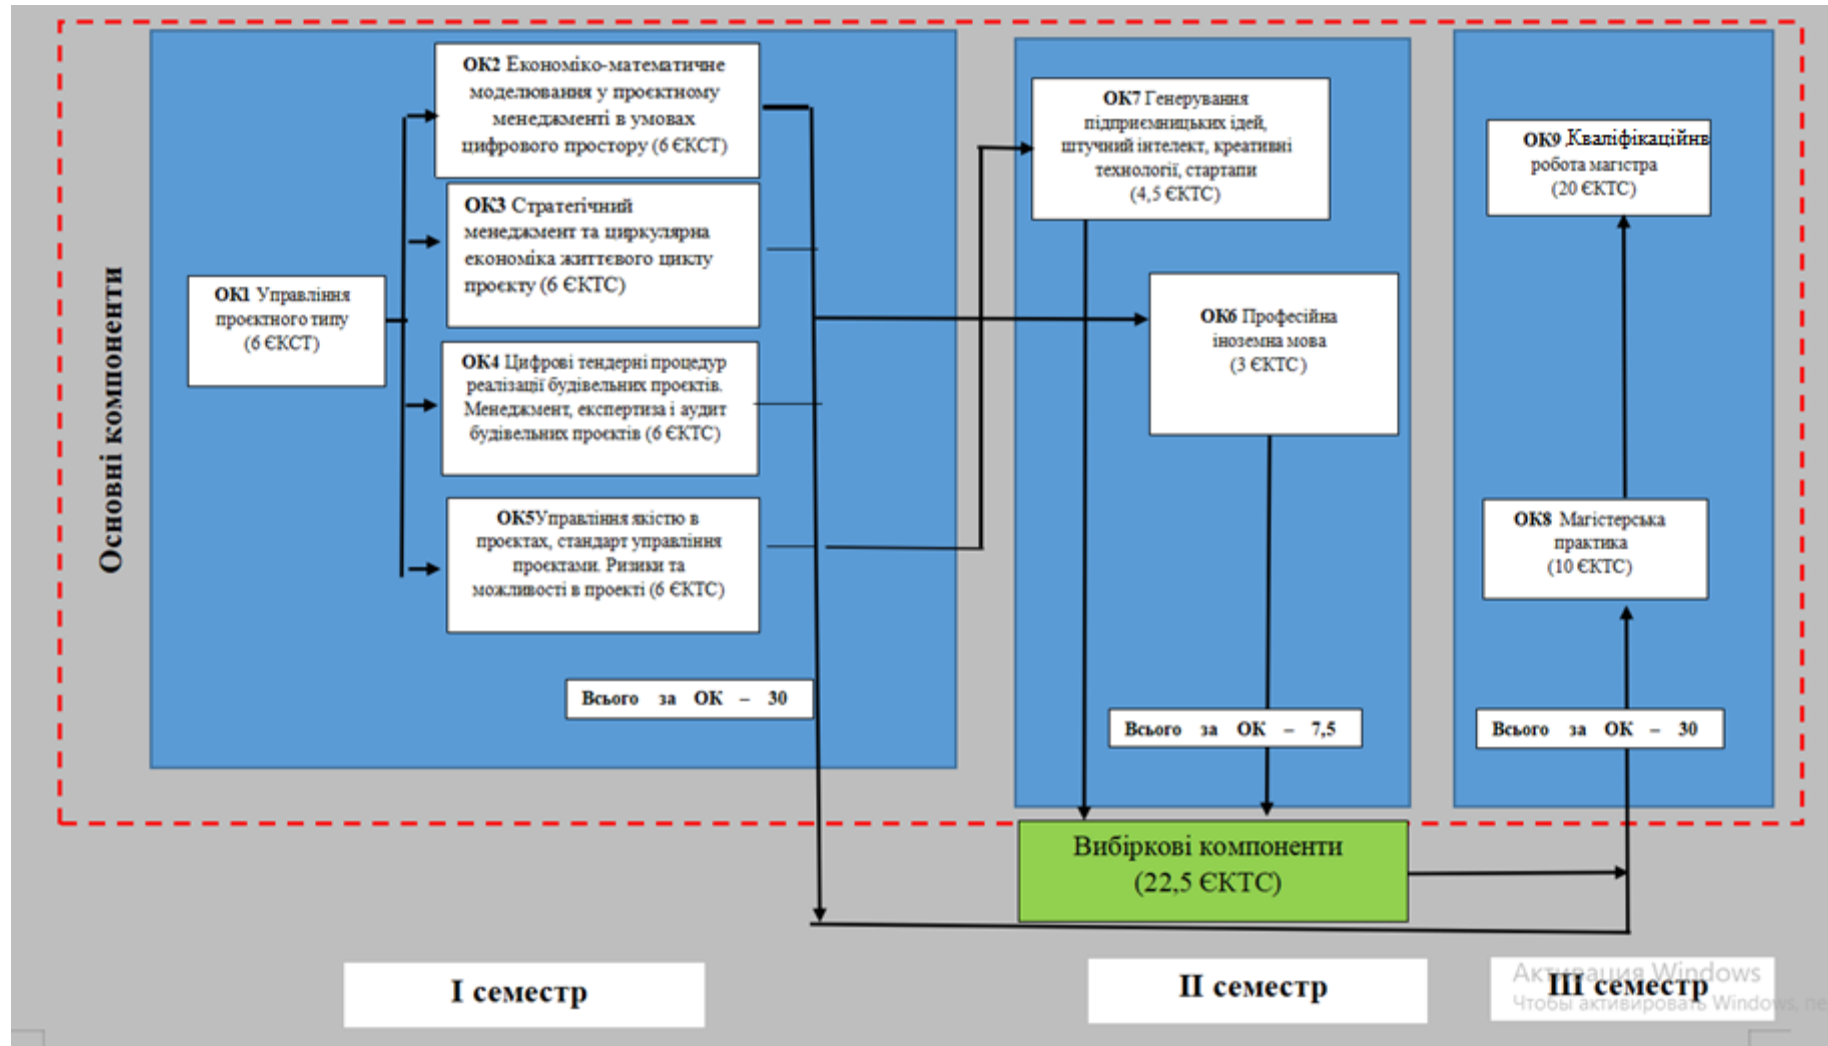 Основні компоненти
ОК1 Управління
проєктного типу
(6 ЄКСТ)
ОК2 Економіко-математичне
моделювання у проєктному
менеджменті в умовах
цифрового простору (6 ЄКСТ)
ОК3 Стратегічний
менеджмент та циркулярна
економіка життєвого циклу
проєкту (6 ЄКТС)
ОК4 Цифрові тендерні процедур
реалізації будівельних проєктів.
Менеджмент, експертиза і аудит
будівельних проєктів (6 ЄКТС)
ОК5Управління якістю в
проєктах, стандарт управління
проєктами. Ризики та
можливості в проекті (6 ЄКТС)
Всього за ОК – 30
ОК7 Генерування
підприємницьких ідей,
штучний інтелект, креативні
технології, стартапи
(4,5 ЄКТС)
ОК6 Професійна
іноземна мова
(3 ЄКТС)
Всього за ОК – 7,5
ОК9 ,Кваліфікаційнв
робота магістра
(20 ЄКТС)
ОК8 Магістерська
практика
(10 ЄКТС)
Всього за ОК – 30
Вибіркові компоненти
(22,5 ЄКТС)
І семестр
ІІ семестр
ІІІ семестр
Активация Windows
Чтобы активировать Windows, пе